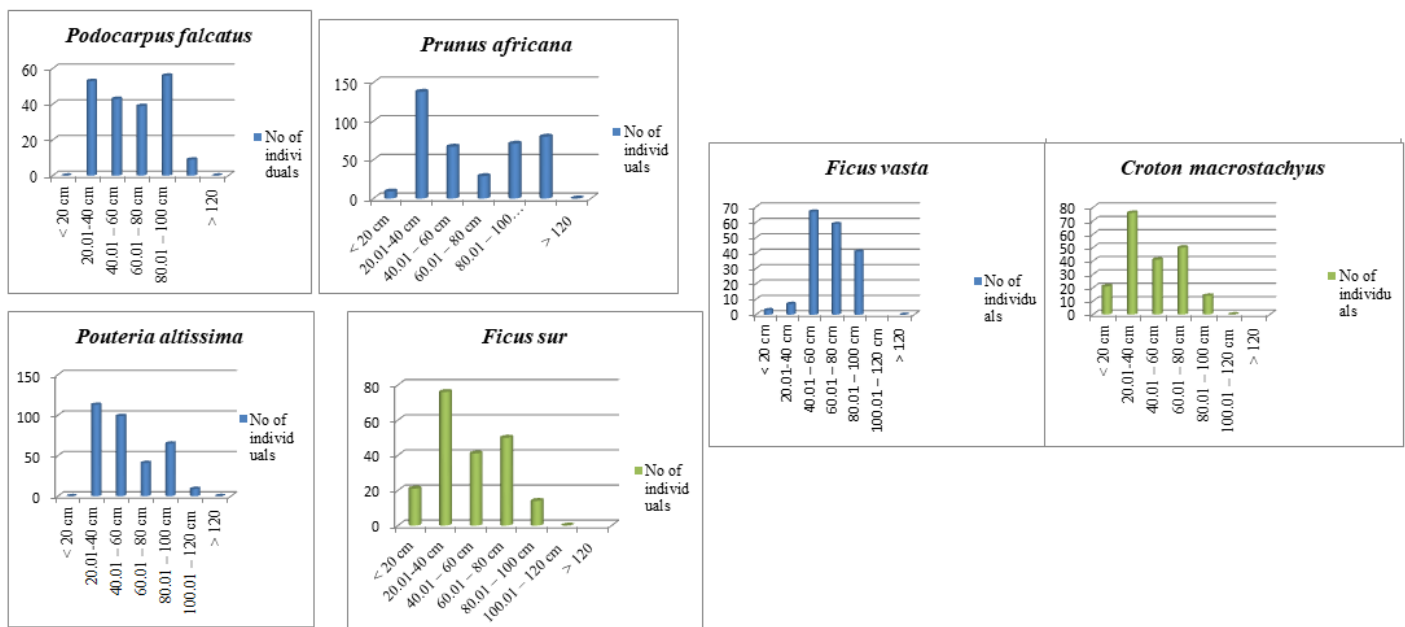 Podocarpus falcatus
60
40
20
0
< 20 cm
20.01-40 cm
40.01 – 60 cm
60.01 – 80 cm
80.01 – 100 cm
> 120
No of
individ
duals
Prunus africana
150
100
50
0
< 20 cm
20.01-40 cm
40.01 – 60 cm
60.01 – 80 cm
80.01 – 100…
> 120
No of
individ
uals
Ficus vasta
70
60
50
40
30
20
10
0
< 20 cm
20.01-40 cm
40.01 – 60 cm
60.01 – 80 cm
80.01 – 100 cm
100.01 – 120 cm
> 120
No of
individu
als
Croton macrostachyus
80
70
60
50
40
30
20
10
0
< 20 cm
20.01-40 cm
40.01 – 60 cm
60.01 – 80 cm
80.01 – 100 cm
100.01 – 120 cm
> 120
No of
individu
als
Pouteria altissima
150
100
50
0
< 20 cm
20.01-40 cm
40.01 – 60 cm
60.01 – 80 cm
80.01 – 100 cm
100.01 – 120 cm
> 120
No of
individ
uals
Ficus sur
80
60
40
20
0
< 20 cm
20.01-40 cm
40.01 – 60 cm
60.01 – 80 cm
80.01 – 100 cm
100.01 – 120 cm
> 120
No of
individ
uals